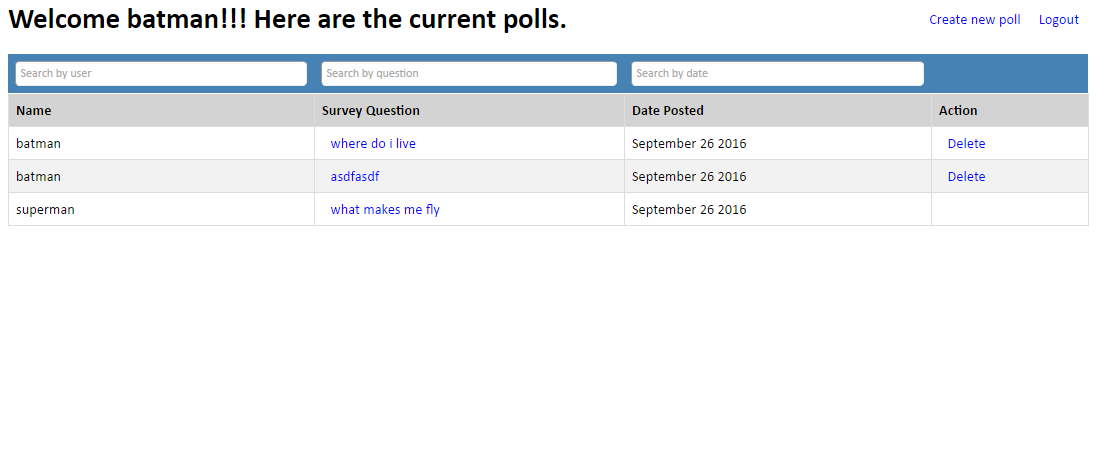 Welcome batman!!! Here are the current polls. Create new poll Logout
Search by user Search by question Search by date
Name Survey Question Date Posted Action
batman where do i live September 26 2016 Delete
batman asdfasdf September 26 2016 Delete
superman what makes me fly September 26 2016